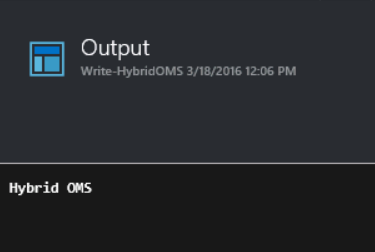 Output
Write-HybridOMS 3/18/2016 12:06 PM
Hybrid OMS